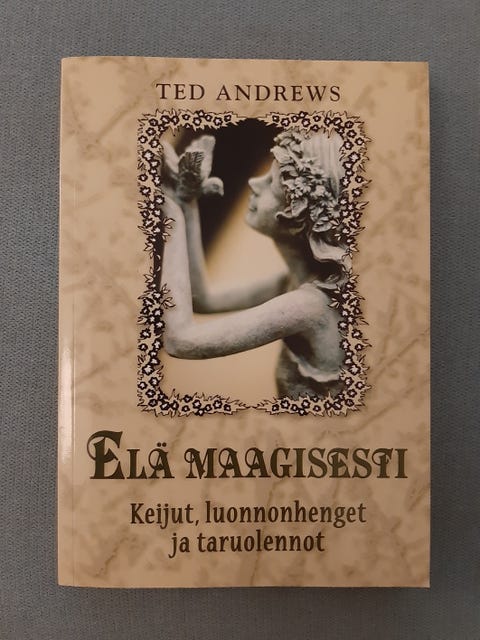 TED ANDREWS
ELÄ MAAGISESTI
Keijut, luonnonhenget
ja taruolennot